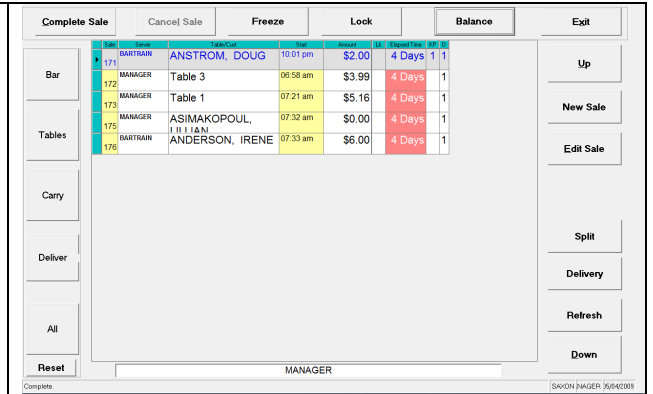 Complete Sale Cancel Sale Freeze Lock Balance Exit
Sale Server Table/Cust Start Amount Lk Elapsed Time KP D
171 BARTRAIN ANSTROM, DOUG 10:01 pm $2.00 4 Days 1 1
172 MANAGER Table 3 06:58 am $3.99 4 Days 1
173 MANAGER Table 1 07:21 am $5.16 4 Days 1
175 MANAGER ASIMAKOPOUL, 07:32 am $0.00 4 Days 1
LILLIAN
176 BARTRAIN ANDERSON, IRENE 07:33 am $6.00 4 Days 1
Bar
Tables
Carry
Deliver
All
Reset
Up
New Sale
Edit Sale
Split
Delivery
Refresh
Down
MANAGER
Complete. SAXON NAGER 05/04/2009